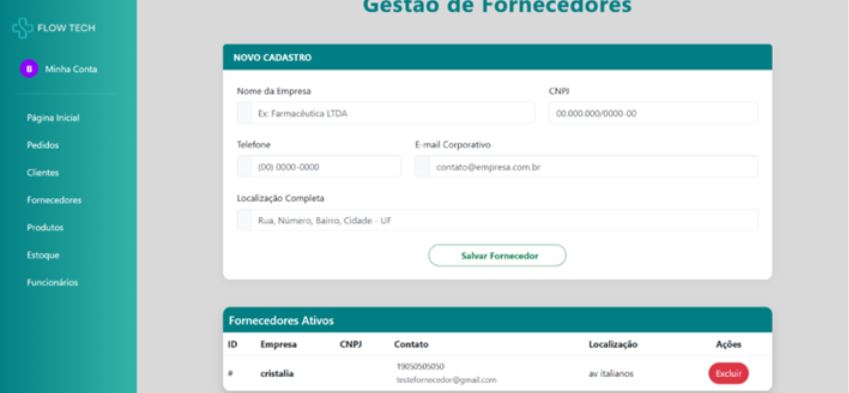 Gestão de Fornecedores
FLOW TECH
B Minha Conta
Página Inicial
Pedidos
Clientes
Fornecedores
Produtos
Estoque
Funcionários
NOVO CADASTRO
Nome da Empresa CNPJ
Ex: Farmacêutica LTDA 00.000.000/0000-00
Telefone E-mail Corporativo
(00) 0000-0000 contato@empresa.com.br
Localização Completa
Rua, Número, Bairro, Cidade - UF
Salvar Fornecedor
Fornecedores Ativos
ID Empresa CNPJ Contato Localização Ações
# cristalia 19050505050 av italianos Excluir
testefornecedor@gmail.com